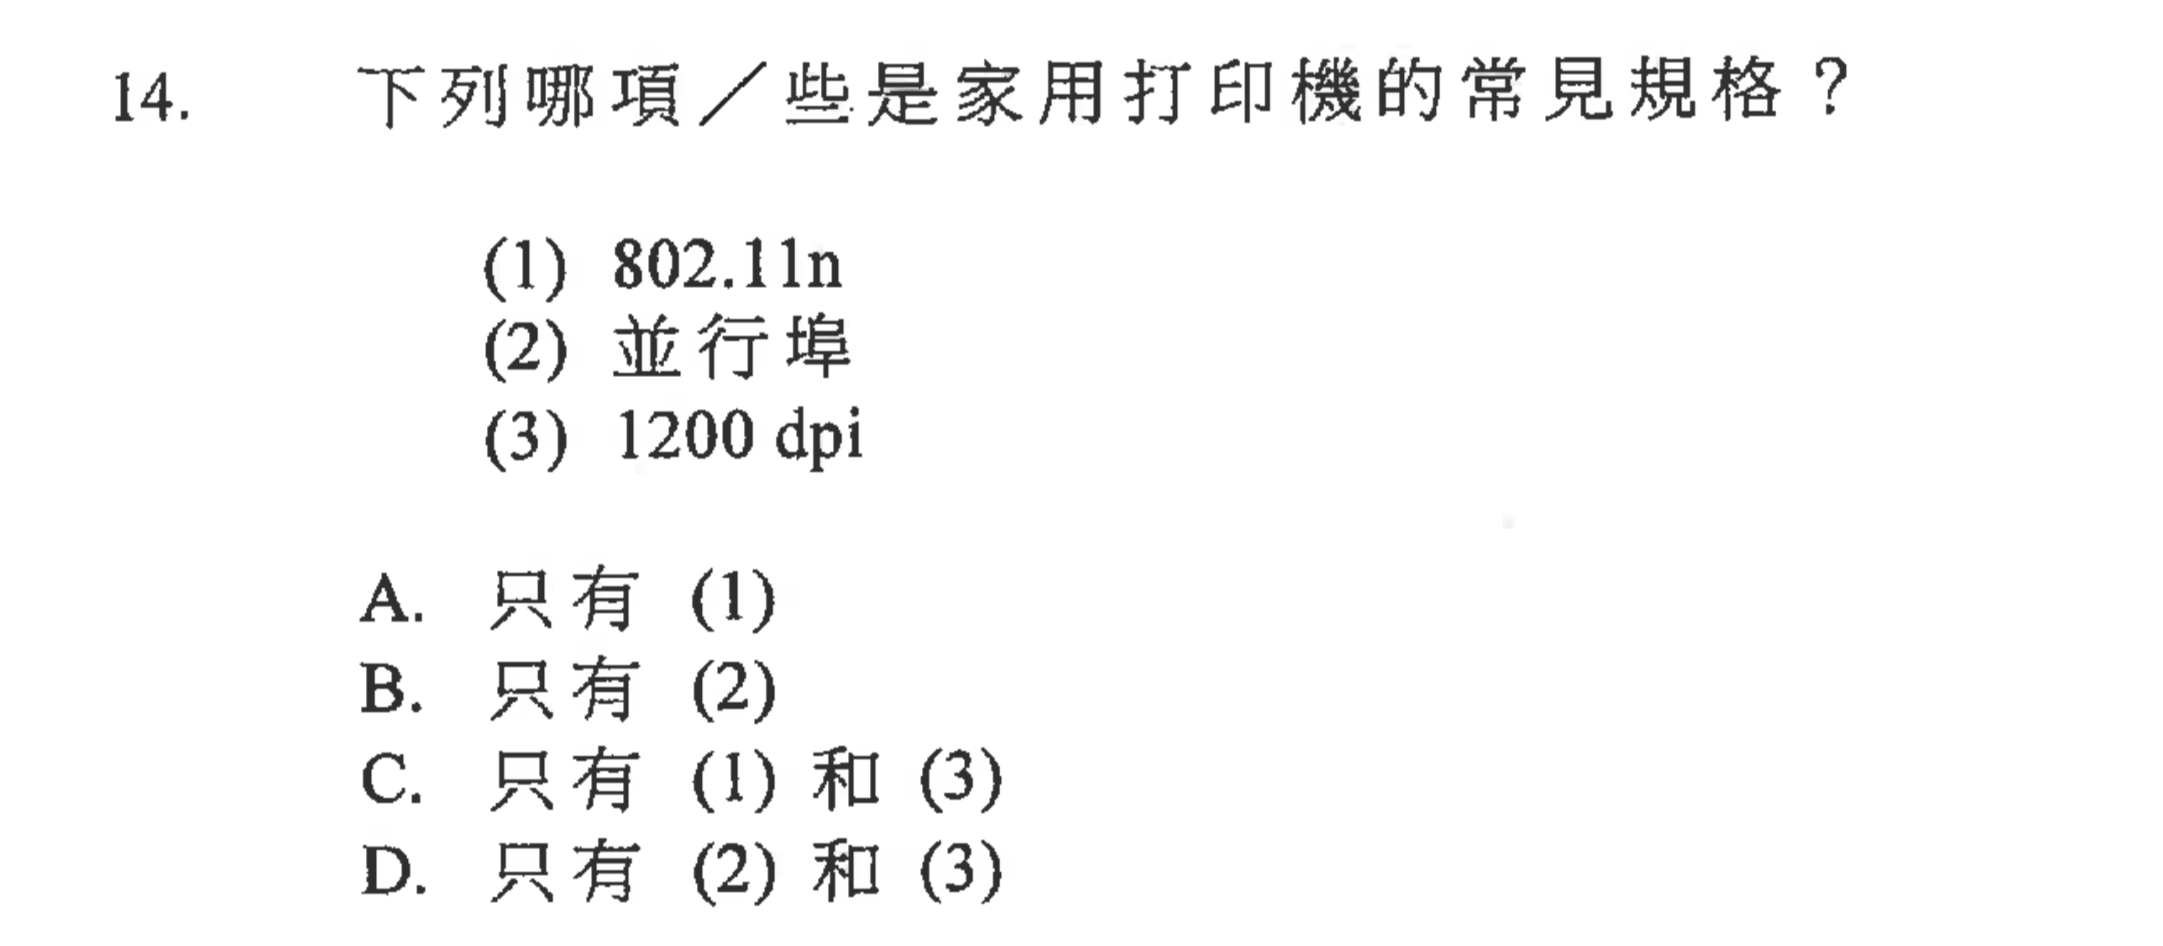 14. 下列哪項／些是家用打印機的常見規格？
(1) 802.11n
(2) 並行埠
(3) 1200 dpi
A. 只有 (1)
B. 只有 (2)
C. 只有 (1) 和 (3)
D. 只有 (2) 和 (3)